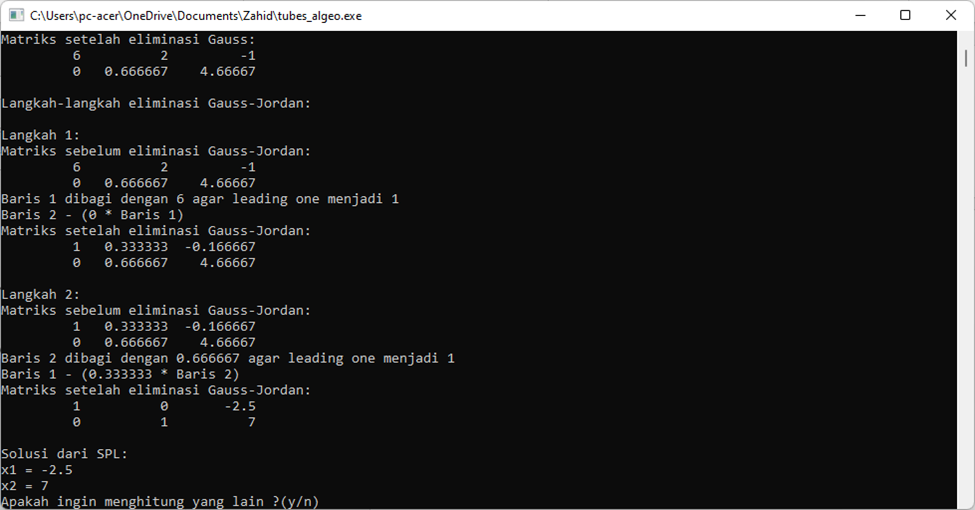 C:\Users\pc-acer\OneDrive\Documents\Zahid\tubes_algeo.exe
Matriks setelah eliminasi Gauss:
6 2 -1
0 0.666667 4.66667
Langkah-langkah eliminasi Gauss-Jordan:
Langkah 1:
Matriks sebelum eliminasi Gauss-Jordan:
6 2 -1
0 0.666667 4.66667
Baris 1 dibagi dengan 6 agar leading one menjadi 1
Baris 2 - (0 * Baris 1)
Matriks setelah eliminasi Gauss-Jordan:
1 0.333333 -0.166667
0 0.666667 4.66667
Langkah 2:
Matriks sebelum eliminasi Gauss-Jordan:
1 0.333333 -0.166667
0 0.666667 4.66667
Baris 2 dibagi dengan 0.666667 agar leading one menjadi 1
Baris 1 - (0.333333 * Baris 2)
Matriks setelah eliminasi Gauss-Jordan:
1 0 -2.5
0 1 7
Solusi dari SPL:
x1 = -2.5
x2 = 7
Apakah ingin menghitung yang lain ?(y/n)